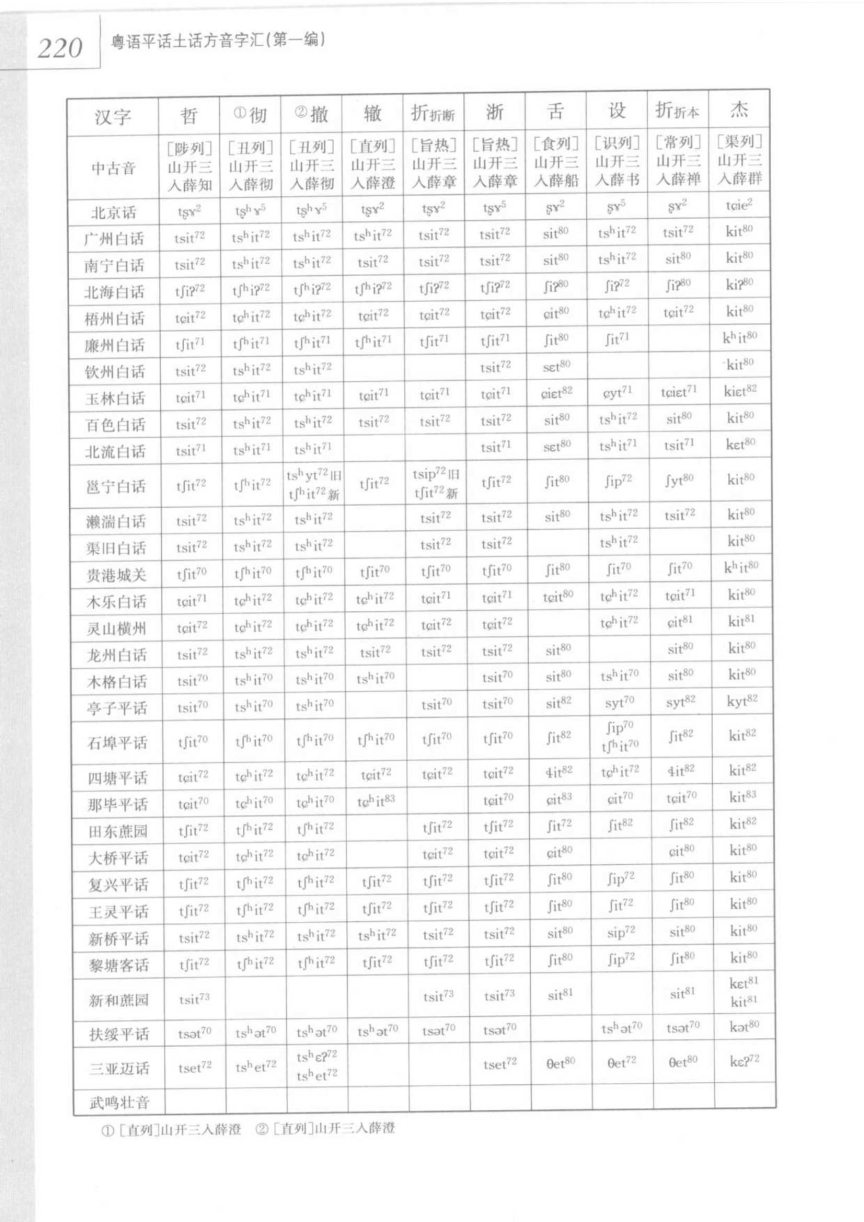 220
粤语平话土话方音字汇(第一编)
汉字 哲 ①彻 ②撤 辙 折折断 浙 舌 设 折折本 杰
中古音 [陟列]山开三入薛知 [丑列]山开三入薛彻 [丑列]山开三入薛彻 [直列]山开三入薛澄 [旨热]山开三入薛章 [旨热]山开三入薛章 [食列]山开三入薛船 [识列]山开三入薛书 [常列]山开三入薛禅 [渠列]山开三入薛群
北京话 tʂɤ² tʂʰɤ⁵ tʂʰɤ⁵ tʂɤ² tʂɤ² tʂɤ⁵ ʂɤ² ʂɤ⁵ ʂɤ² tɕie²
广州白话 tsit⁷² tsʰit⁷² tsʰit⁷² tsʰit⁷² tsit⁷² tsit⁷² sit⁸⁰ tsʰit⁷² tsit⁷² kit⁸⁰
南宁白话 tsit⁷² tsʰit⁷² tsʰit⁷² tsit⁷² tsit⁷² tsit⁷² sit⁸⁰ tsʰit⁷² sit⁸⁰ kit⁸⁰
北海白话 tʃiʔ⁷² tʃʰiʔ⁷² tʃʰiʔ⁷² tʃʰiʔ⁷² tʃiʔ⁷² tʃiʔ⁷² ʃiʔ⁸⁰ ʃiʔ⁷² ʃiʔ⁸⁰ kiʔ⁸⁰
梧州白话 tɕit⁷² tɕʰit⁷² tɕʰit⁷² tɕit⁷² tɕit⁷² tɕit⁷² ɕit⁸⁰ tɕʰit⁷² tɕit⁷² kit⁸⁰
廉州白话 tʃit⁷¹ tʃʰit⁷¹ tʃʰit⁷¹ tʃʰit⁷¹ tʃit⁷¹ tʃit⁷¹ ʃit⁸⁰ ʃit⁷¹ kʰit⁸⁰
钦州白话 tsit⁷² tsʰit⁷² tsʰit⁷² tsit⁷² sɛt⁸⁰ kit⁸⁰
玉林白话 tɕit⁷¹ tɕʰit⁷¹ tɕʰit⁷¹ tɕit⁷¹ tɕit⁷¹ tɕit⁷¹ ɕiɛt⁸² ɕyt⁷¹ tɕiɛt⁷¹ kiɛt⁸²
百色白话 tsit⁷² tsʰit⁷² tsʰit⁷² tsit⁷² tsit⁷² tsit⁷² sit⁸⁰ tsʰit⁷² sit⁸⁰ kit⁸⁰
北流白话 tsit⁷¹ tsʰit⁷¹ tsʰit⁷¹ tsit⁷¹ sɛt⁸⁰ tsʰit⁷¹ tsit⁷¹ kɛt⁸⁰
邕宁白话 tʃit⁷² tʃʰit⁷² tsʰyt⁷²旧 tʃʰit⁷²新 tʃit⁷² tsip⁷²旧 tʃit⁷²新 tʃit⁷² ʃit⁸⁰ ʃip⁷² ʃyt⁸⁰ kit⁸⁰
濑湍白话 tsit⁷² tsʰit⁷² tsʰit⁷² tsit⁷² tsit⁷² sit⁸⁰ tsʰit⁷² tsit⁷² kit⁸⁰
渠旧白话 tsit⁷² tsʰit⁷² tsʰit⁷² tsit⁷² tsit⁷² tsʰit⁷² kit⁸⁰
贵港城关 tʃit⁷⁰ tʃʰit⁷⁰ tʃʰit⁷⁰ tʃit⁷⁰ tʃit⁷⁰ tʃit⁷⁰ ʃit⁸⁰ ʃit⁷⁰ ʃit⁷⁰ kʰit⁸⁰
木乐白话 tɕit⁷¹ tɕʰit⁷² tɕʰit⁷² tɕʰit⁷² tɕit⁷¹ tɕit⁷¹ tɕit⁸⁰ tɕʰit⁷² tɕit⁷¹ kit⁸⁰
灵山横州 tɕit⁷² tɕʰit⁷² tɕʰit⁷² tɕʰit⁷² tɕit⁷² tɕit⁷² tɕʰit⁷² ɕit⁸¹ kit⁸¹
龙州白话 tsit⁷² tsʰit⁷² tsʰit⁷² tsit⁷² tsit⁷² tsit⁷² sit⁸⁰ sit⁸⁰ kit⁸⁰
木格白话 tsit⁷⁰ tsʰit⁷⁰ tsʰit⁷⁰ tsʰit⁷⁰ tsit⁷⁰ sit⁸⁰ tsʰit⁷⁰ sit⁸⁰ kit⁸⁰
亭子平话 tsit⁷⁰ tsʰit⁷⁰ tsʰit⁷⁰ tsit⁷⁰ tsit⁷⁰ sit⁸² syt⁷⁰ syt⁸² kyt⁸²
石埠平话 tʃit⁷⁰ tʃʰit⁷⁰ tʃʰit⁷⁰ tʃʰit⁷⁰ tʃit⁷⁰ tʃit⁷⁰ ʃit⁸² ʃip⁷⁰ tʃʰit⁷⁰ ʃit⁸² kit⁸²
四塘平话 tɕit⁷² tɕʰit⁷² tɕʰit⁷² tɕit⁷² tɕit⁷² tɕit⁷² ɬit⁸² tɕʰit⁷² ɬit⁸² kit⁸²
那毕平话 tɕit⁷⁰ tɕʰit⁷⁰ tɕʰit⁷⁰ tɕʰit⁸³ tɕit⁷⁰ ɕit⁸³ ɕit⁷⁰ tɕit⁷⁰ kit⁸³
田东蔗园 tʃit⁷² tʃʰit⁷² tʃʰit⁷² tʃit⁷² tʃit⁷² ʃit⁷² ʃit⁸² ʃit⁸² kit⁸²
大桥平话 tɕit⁷² tɕʰit⁷² tɕʰit⁷² tɕit⁷² tɕit⁷² ɕit⁸⁰ ɕit⁸⁰ kit⁸⁰
复兴平话 tʃit⁷² tʃʰit⁷² tʃʰit⁷² tʃit⁷² tʃit⁷² tʃit⁷² ʃit⁸⁰ ʃip⁷² ʃit⁸⁰ kit⁸⁰
王灵平话 tʃit⁷² tʃʰit⁷² tʃʰit⁷² tʃit⁷² tʃit⁷² tʃit⁷² ʃit⁸⁰ ʃit⁷² ʃit⁸⁰ kit⁸⁰
新桥平话 tsit⁷² tsʰit⁷² tsʰit⁷² tsʰit⁷² tsit⁷² tsit⁷² sit⁸⁰ sip⁷² sit⁸⁰ kit⁸⁰
黎塘客话 tʃit⁷² tʃʰit⁷² tʃʰit⁷² tʃit⁷² tʃit⁷² tʃit⁷² ʃit⁸⁰ ʃip⁷² ʃit⁸⁰ kit⁸⁰
新和蔗园 tsit⁷³ tsit⁷³ tsit⁷³ sit⁸¹ sit⁸¹ kɛt⁸¹ kit⁸¹
扶绥平话 tsət⁷⁰ tsʰət⁷⁰ tsʰət⁷⁰ tsʰət⁷⁰ tsət⁷⁰ tsət⁷⁰ tsʰət⁷⁰ tsət⁷⁰ kət⁸⁰
三亚迈话 tset⁷² tsʰet⁷² tsʰɛʔ⁷² tsʰet⁷² tset⁷² θet⁸⁰ θet⁷² θet⁸⁰ kɛʔ⁷²
武鸣壮音
①[直列]山开三入薛澄 ②[直列]山开三入薛澄